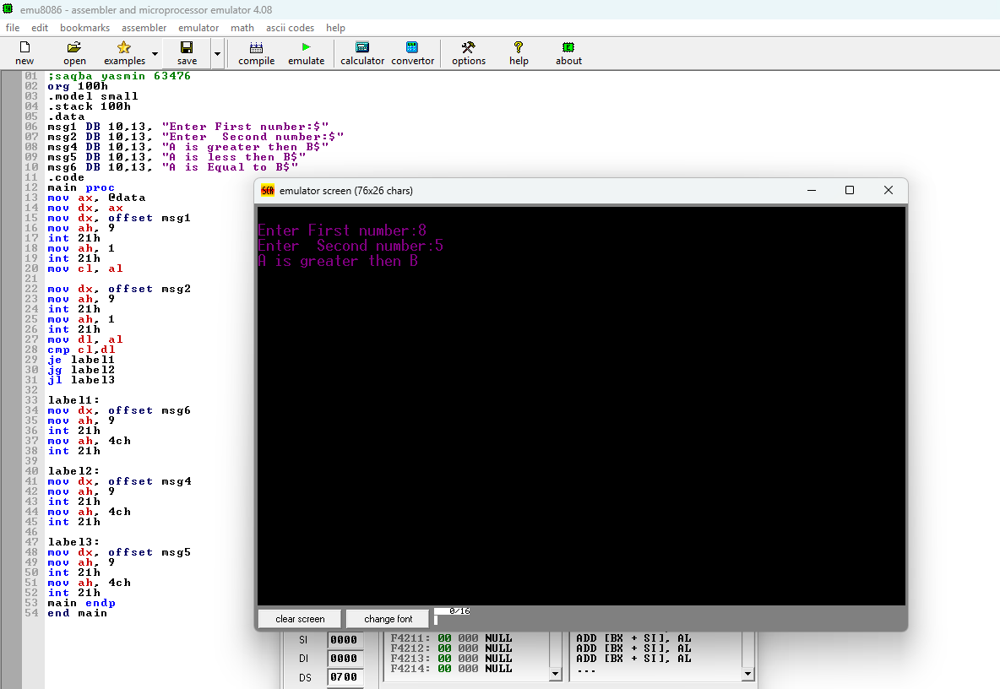 emu8086 - assembler and microprocessor emulator 4.08
file edit bookmarks assembler emulator math ascii codes help
new open examples save compile emulate calculator convertor options help about
01 ;saqba yasmin 63476
02 org 100h
03 .model small
04 .stack 100h
05 .data
06 msg1 DB 10,13, "Enter First number:$"
07 msg2 DB 10,13, "Enter  Second number:$"
08 msg4 DB 10,13, "A is greater then B$"
09 msg5 DB 10,13, "A is less then B$"
10 msg6 DB 10,13, "A is Equal to B$"
11 .code
12 main proc
13 mov ax, @data
14 mov dx, ax
15 mov dx, offset msg1
16 mov ah, 9
17 int 21h
18 mov ah, 1
19 int 21h
20 mov cl, al
21
22 mov dx, offset msg2
23 mov ah, 9
24 int 21h
25 mov ah, 1
26 int 21h
27 mov dl, al
28 cmp cl,dl
29 je label1
30 jg label2
31 jl label3
32
33 label1:
34 mov dx, offset msg6
35 mov ah, 9
36 int 21h
37 mov ah, 4ch
38 int 21h
39
40 label2:
41 mov dx, offset msg4
42 mov ah, 9
43 int 21h
44 mov ah, 4ch
45 int 21h
46
47 label3:
48 mov dx, offset msg5
49 mov ah, 9
50 int 21h
51 mov ah, 4ch
52 int 21h
53 main endp
54 end main
SCR emulator screen (76x26 chars)
Enter First number:8
Enter  Second number:5
A is greater then B
clear screen change font 0/16
SI 0000
DI 0000
DS 0700
F4211: 00 000 NULL
F4212: 00 000 NULL
F4213: 00 000 NULL
F4214: 00 000 NULL
ADD [BX + SI], AL
ADD [BX + SI], AL
ADD [BX + SI], AL
...